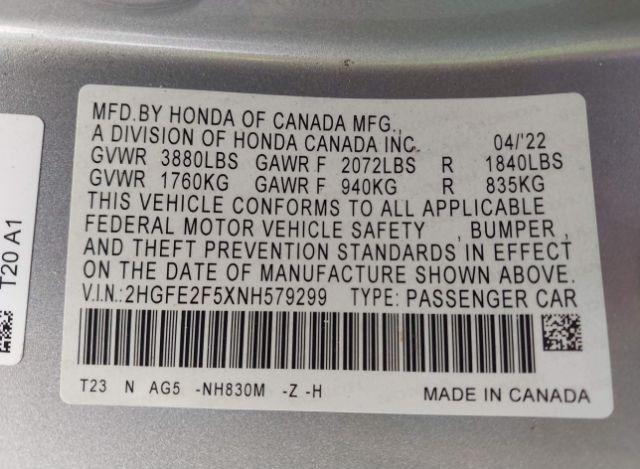 MFD.BY HONDA OF CANADA MFG.,
A DIVISION OF HONDA CANADA INC. 04/'22
GVWR 3880LBS GAWR F 2072LBS R 1840LBS
GVWR 1760KG GAWR F 940KG R 835KG
THIS VEHICLE CONFORMS TO ALL APPLICABLE
FEDERAL MOTOR VEHICLE SAFETY , BUMPER ,
AND THEFT PREVENTION STANDARDS IN EFFECT
ON THE DATE OF MANUFACTURE SHOWN ABOVE.
V.I.N.:2HGFE2F5XNH579299 TYPE: PASSENGER CAR
T23 N AG5 -NH830M -Z -H MADE IN CANADA
T20 A1